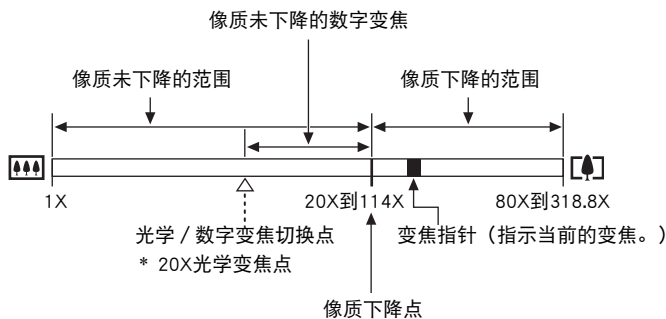 像质未下降的数字变焦
像质未下降的范围
像质下降的范围
1X
20X到114X
80X到318.8X
光学／数字变焦切换点
* 20X光学变焦点
变焦指针（指示当前的变焦。）
像质下降点